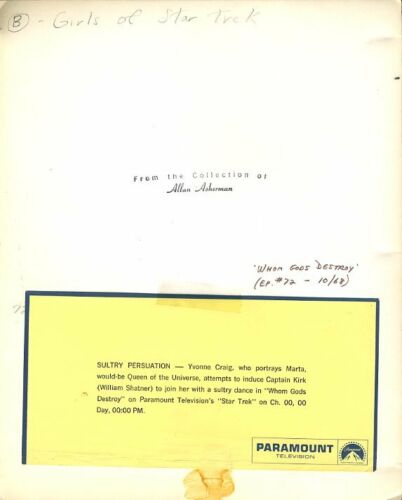 Ⓑ - Girls of Star Trek
From the Collection of
Allan Asherman
'WHOM GODS DESTROY'
(EP. #72 - 10/68)
72
SULTRY PERSUATION — Yvonne Craig, who portrays Marta,
would-be Queen of the Universe, attempts to induce Captain Kirk
(William Shatner) to join her with a sultry dance in "Whom Gods
Destroy" on Paramount Television's "Star Trek" on Ch. 00, 00
Day, 00:00 PM.
PARAMOUNT
TELEVISION